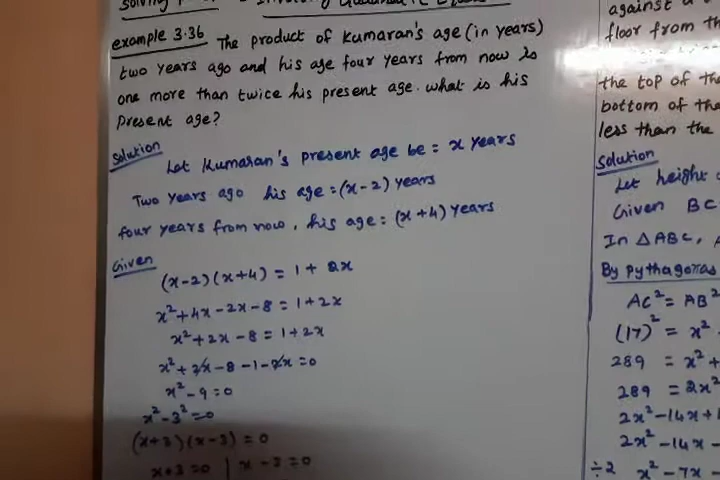 Solving
example 3.36 The product of Kumaran's age (in years)
two years ago and his age four years from now is
one more than twice his present age. what is his
present age?
Solution
Let Kumaran's present age be = x years
Two years ago his age = (x-2) years
four years from now, his age = (x+4) years
Given
(x-2)(x+4) = 1+2x
x²+4x-2x-8 = 1+2x
x²+2x-8 = 1+2x
x²+2x-8-1-2x=0
x²-9=0
x²-3²=0
(x+3)(x-3)=0
x+3=0 | x-3=0
against a
floor from th
the top of the
bottom of the
less than the
Solution
Let height
Given BC
In △ABC,
By pythagoras
AC²= AB²
(17)² = x²
289 = x²+
289 = 2x²
2x²-14x+
2x²-14x-
÷2 x²-7x-